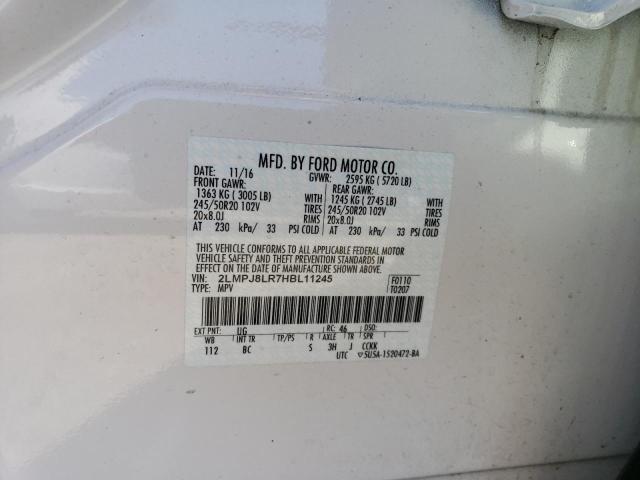 MFD. BY FORD MOTOR CO.
DATE: 11/16 GVWR: 2595 KG ( 5720 LB)
FRONT GAWR: REAR GAWR:
1363 KG ( 3005 LB) WITH 1245 KG ( 2745 LB) WITH
245/50R20 102V TIRES 245/50R20 102V TIRES
20x8.0J RIMS 20x8.0J RIMS
AT 230 kPa/ 33 PSI COLD AT 230 kPa/ 33 PSI COLD
THIS VEHICLE CONFORMS TO ALL APPLICABLE FEDERAL MOTOR
VEHICLE SAFETY AND THEFT PREVENTION STANDARDS IN
EFFECT ON THE DATE OF MANUFACTURE SHOWN ABOVE.
VIN: 2LMPJ8LR7HBL11245 F0110
TYPE: MPV T0207
EXT PNT: UG RC: 46 DSO:
WB INT TR TP/PS R AXLE TR SPR
112 BC S 3H J CCKK
UTC ▽5U5A-1520472-BA